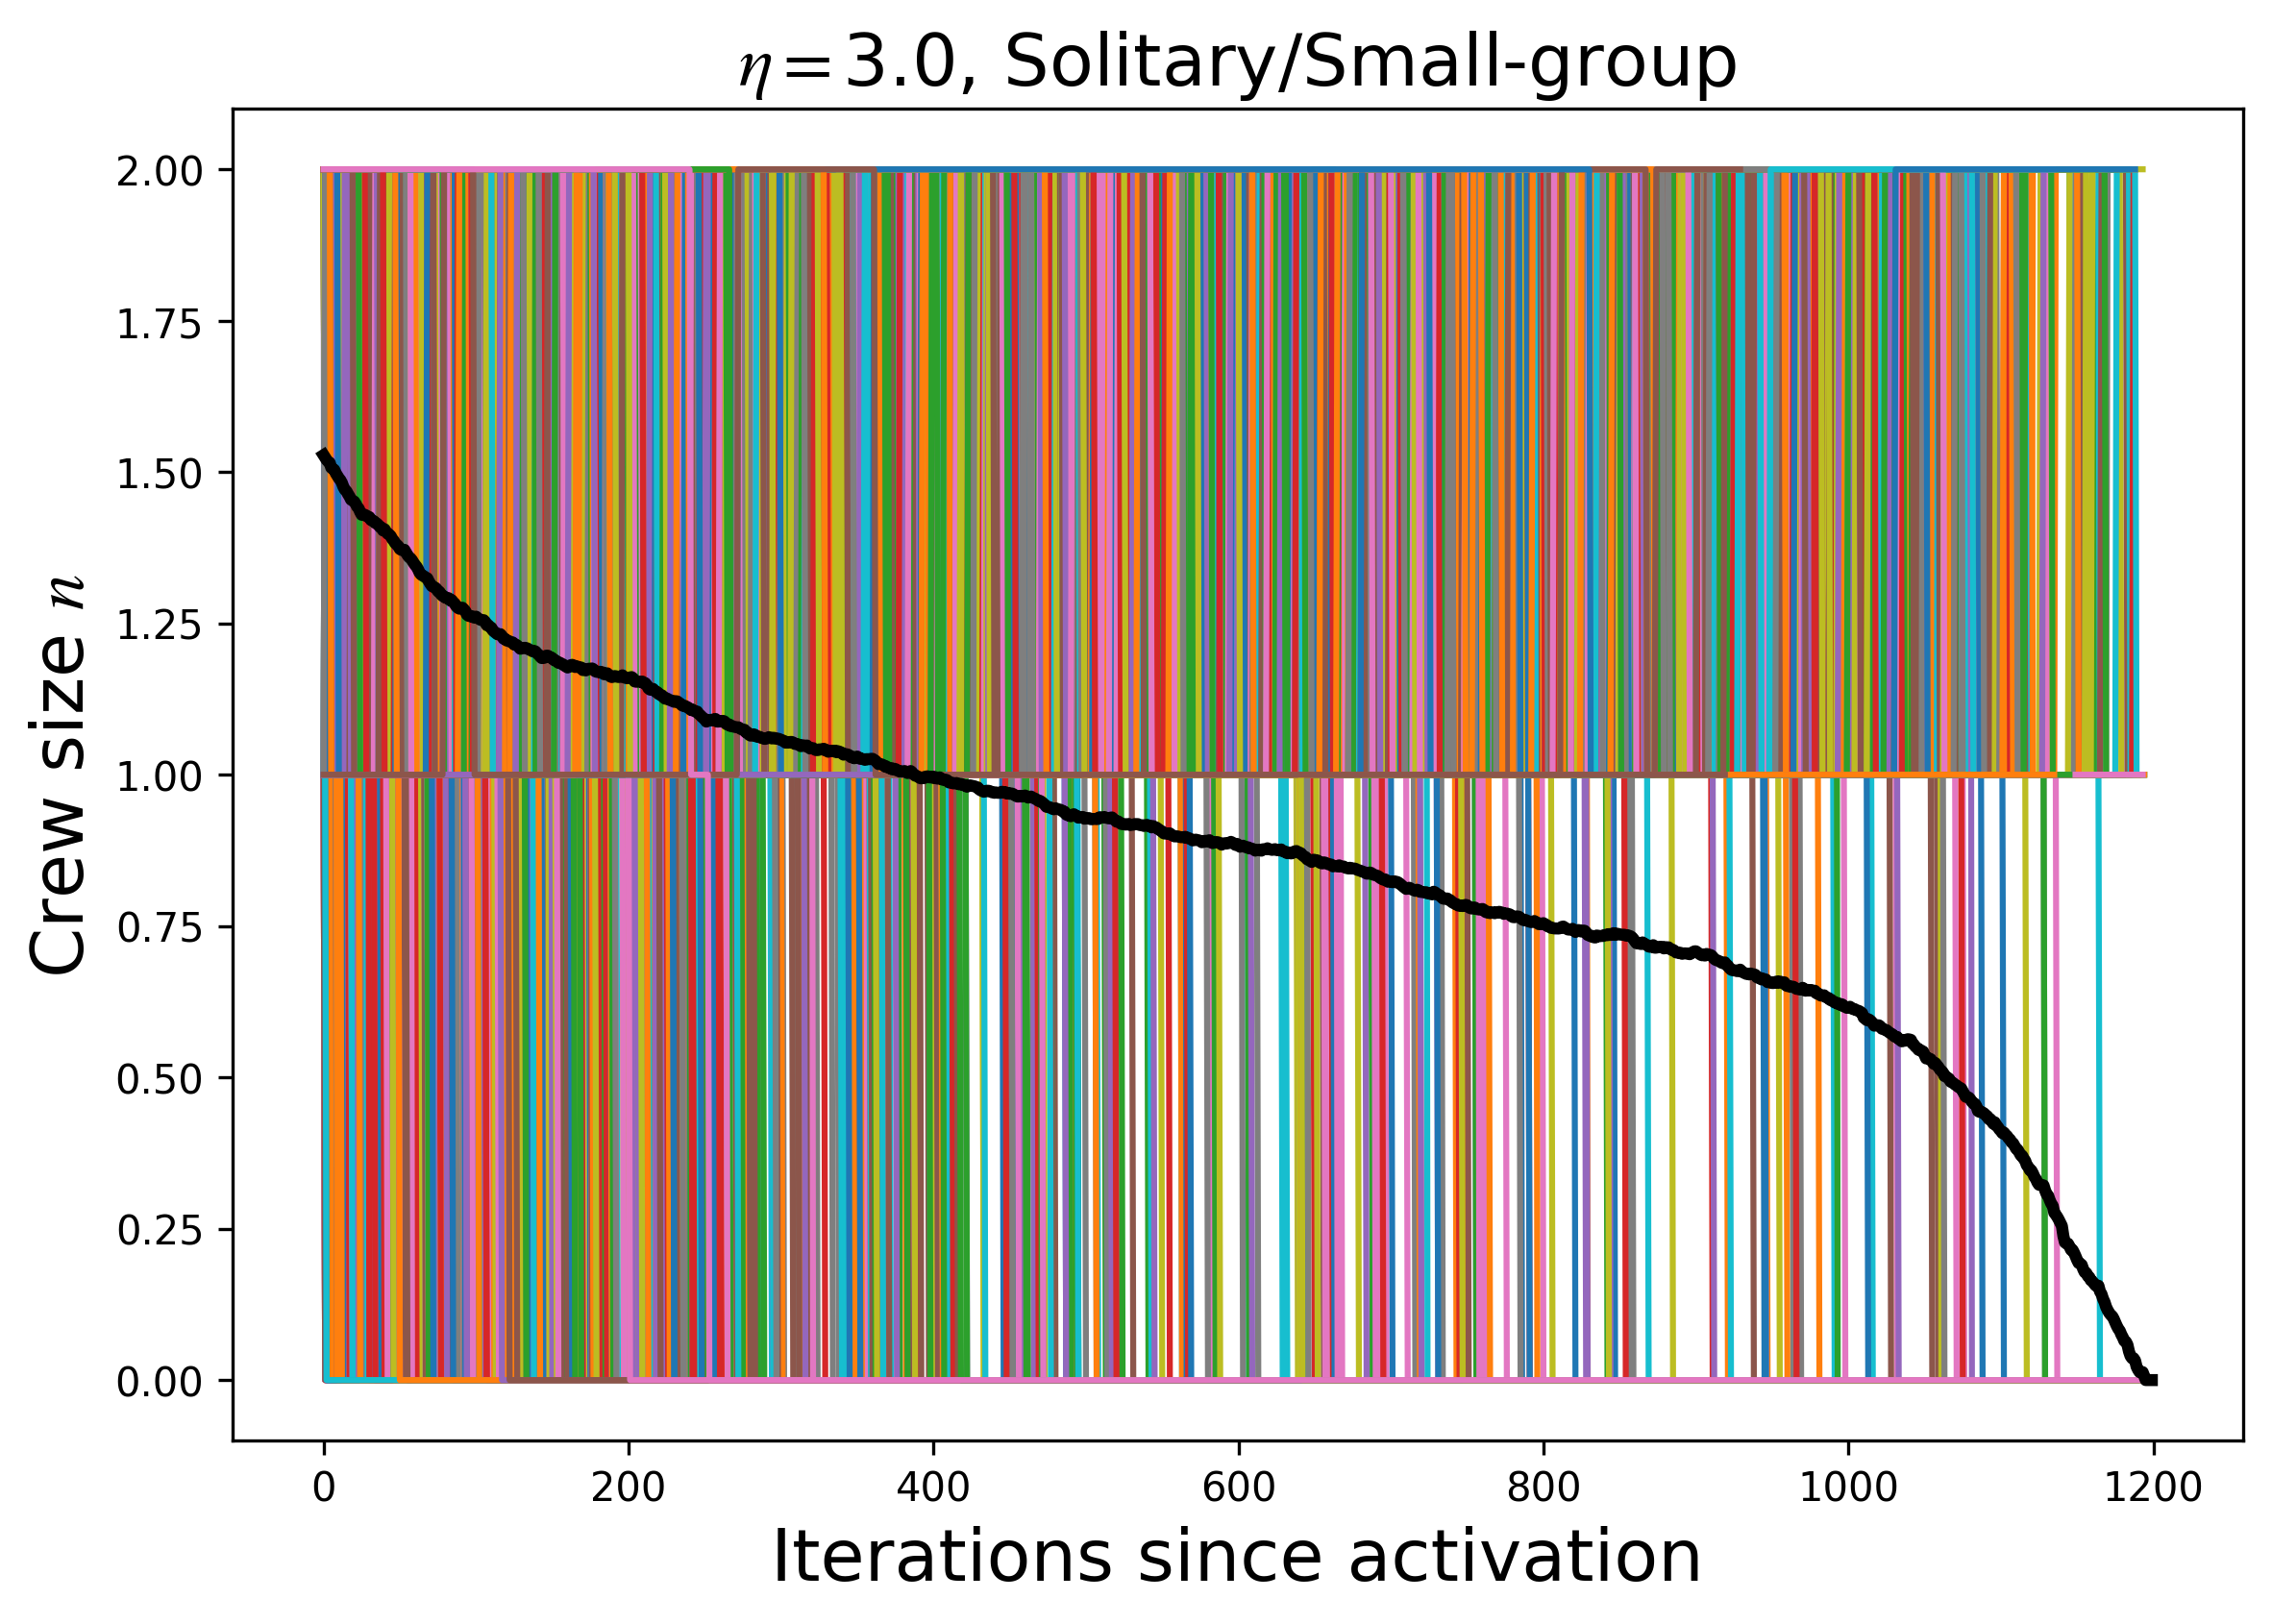 η = 3.0, Solitary/Small-group
Crew size n
2.00
1.75
1.50
1.25
1.00
0.75
0.50
0.25
0.00
0 200 400 600 800 1000 1200
Iterations since activation